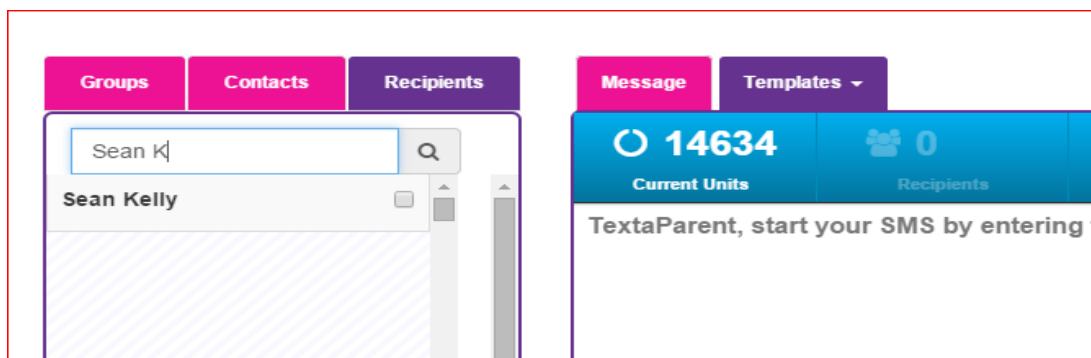 Groups Contacts Recipients
Sean K
Sean Kelly
Message Templates
14634 0
Current Units Recipients
TextaParent, start your SMS by entering